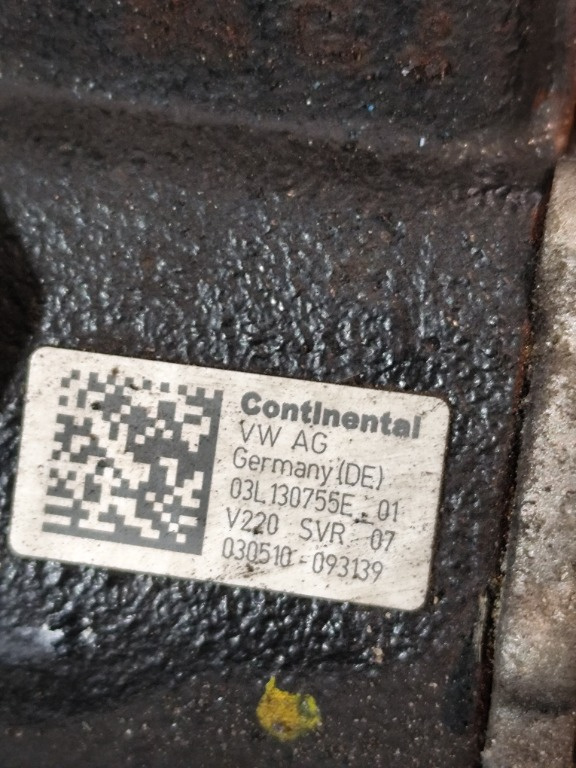 Continental
VW AG
Germany (DE)
03L130755E - 01
V220 SVR 07
030510 - 093139